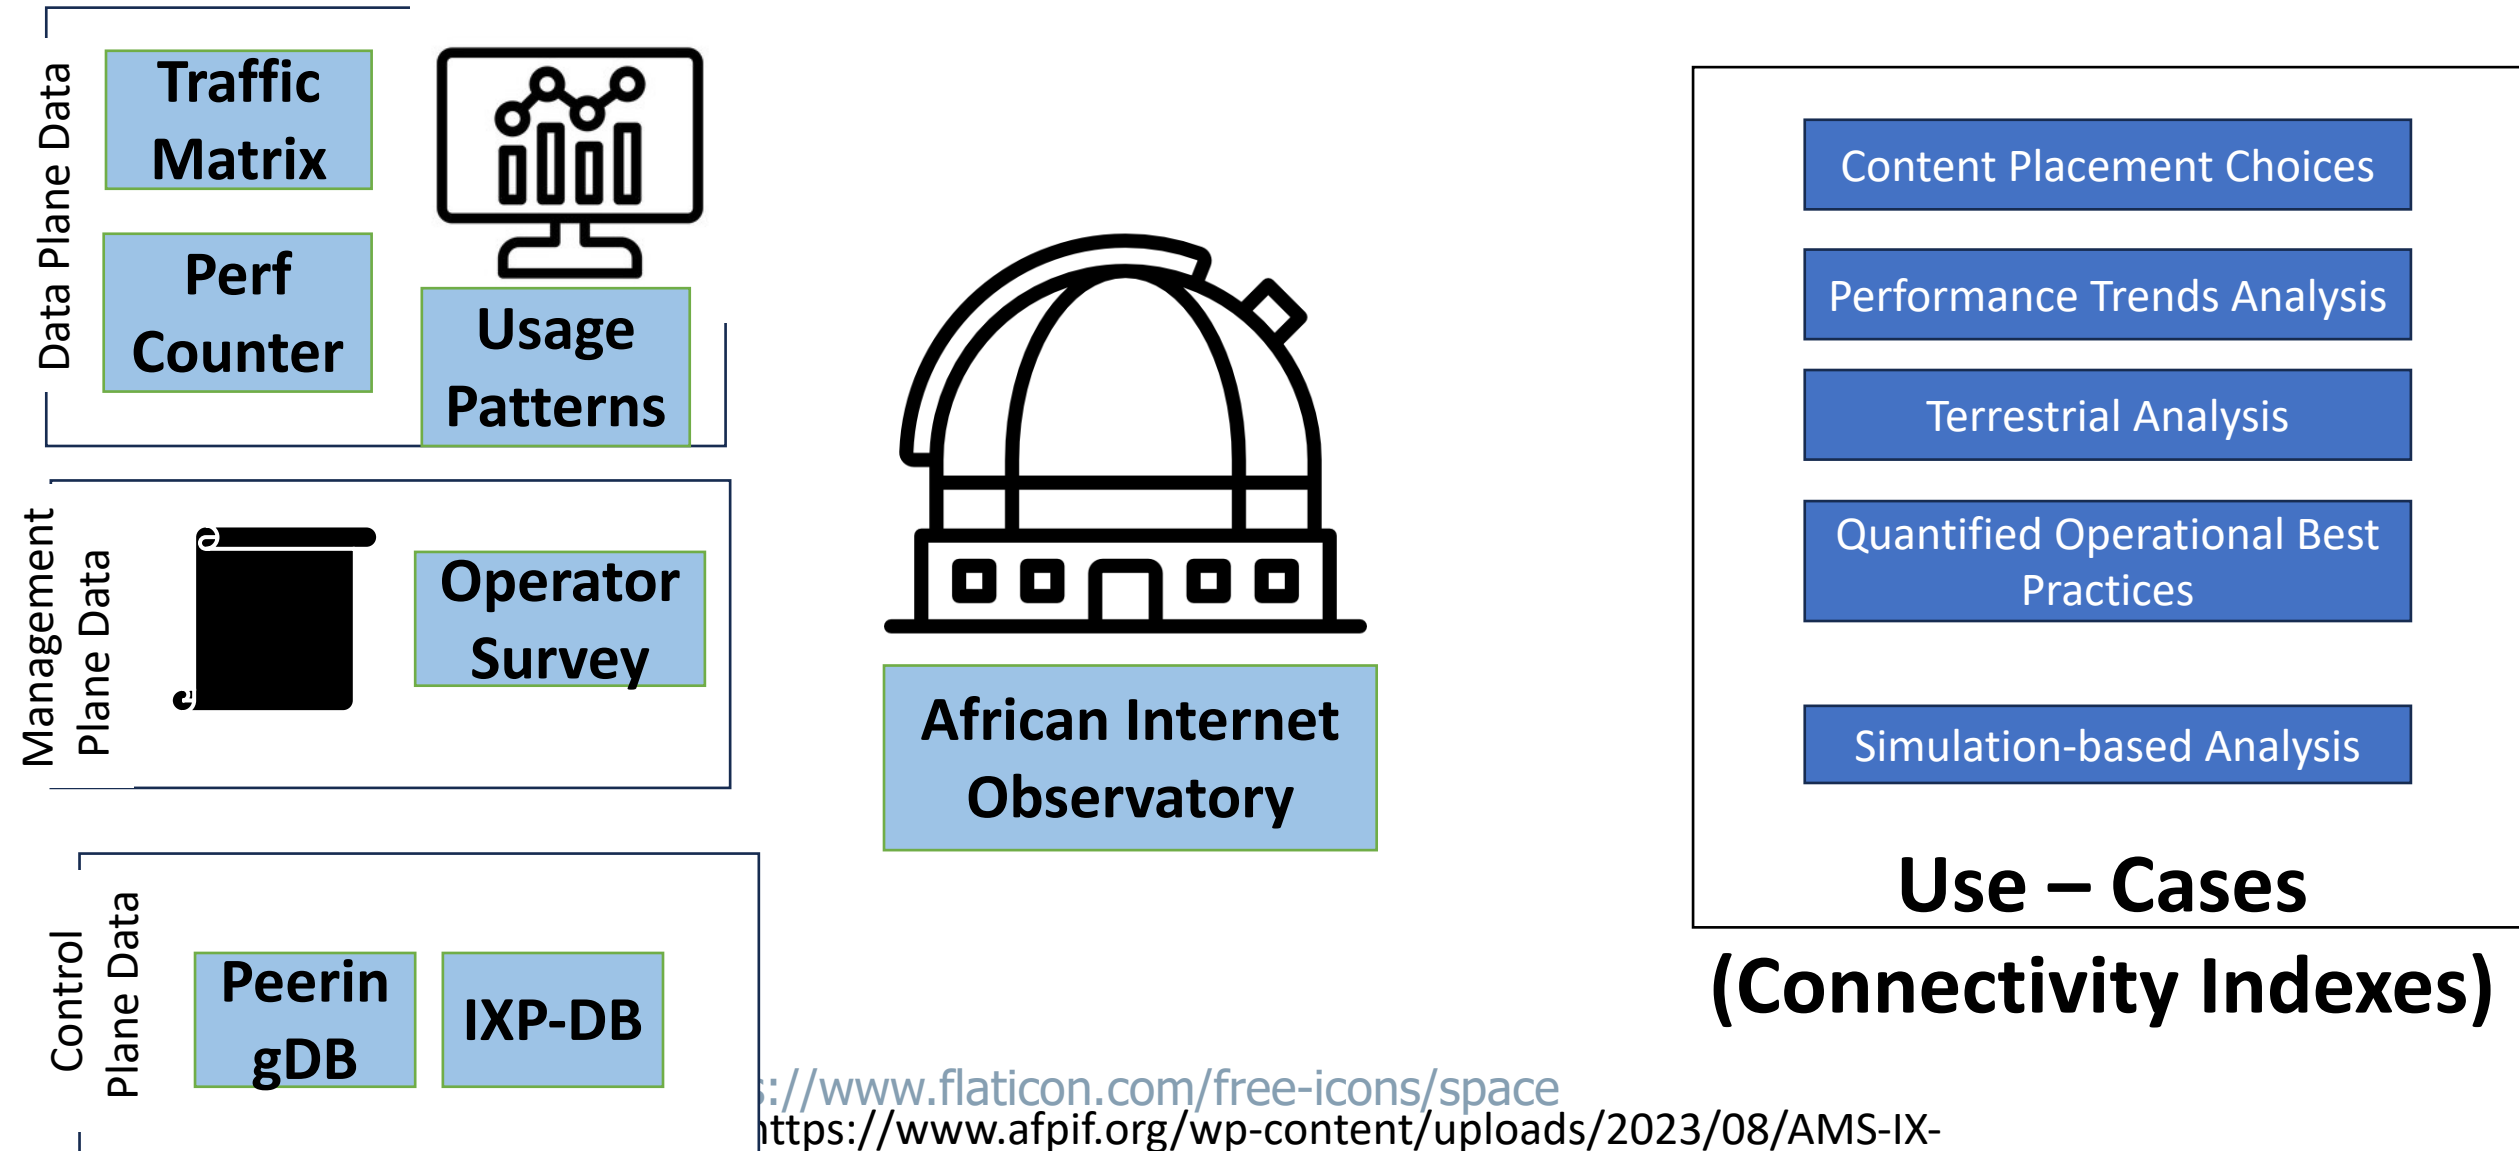 Data Plane Data
Traffic
Matrix
Perf
Counter
Usage
Patterns
Management
Plane Data
Operator
Survey
Control
Plane Data
Peerin
gDB
IXP-DB
African Internet
Observatory
Content Placement Choices
Performance Trends Analysis
Terrestrial Analysis
Quantified Operational Best
Practices
Simulation-based Analysis
Use – Cases
(Connectivity Indexes)
s://www.flaticon.com/free-icons/space
https://www.afpif.org/wp-content/uploads/2023/08/AMS-IX-